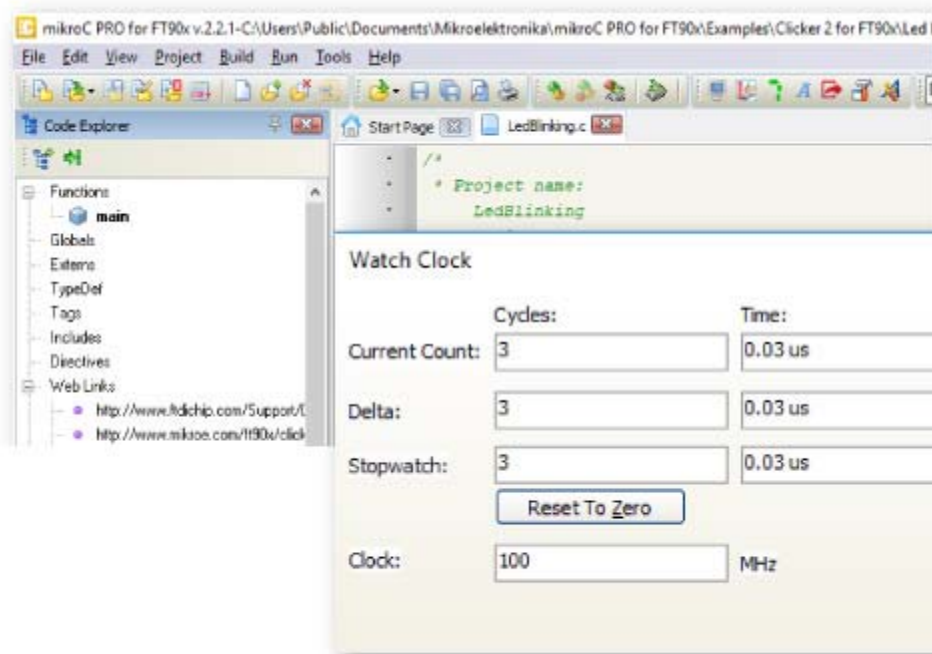 mikroC PRO for FT90x v.2.2.1-C:\Users\Public\Documents\Mikroelektronika\mikroC PRO for FT90x\Examples\Clicker 2 for FT90x\Led
File Edit View Project Build Run Tools Help
Code Explorer
Start Page LedBlinking.c
Functions
main
Globals
Externs
TypeDef
Tags
Includes
Directives
Web Links
http://www.ftdichip.com/Support/
http://www.mikroe.com/ft90x/click
/*
* Project name:
LedBlinking
Watch Clock
Cycles: Time:
Current Count: 3 0.03 us
Delta: 3 0.03 us
Stopwatch: 3 0.03 us
Reset To Zero
Clock: 100 MHz